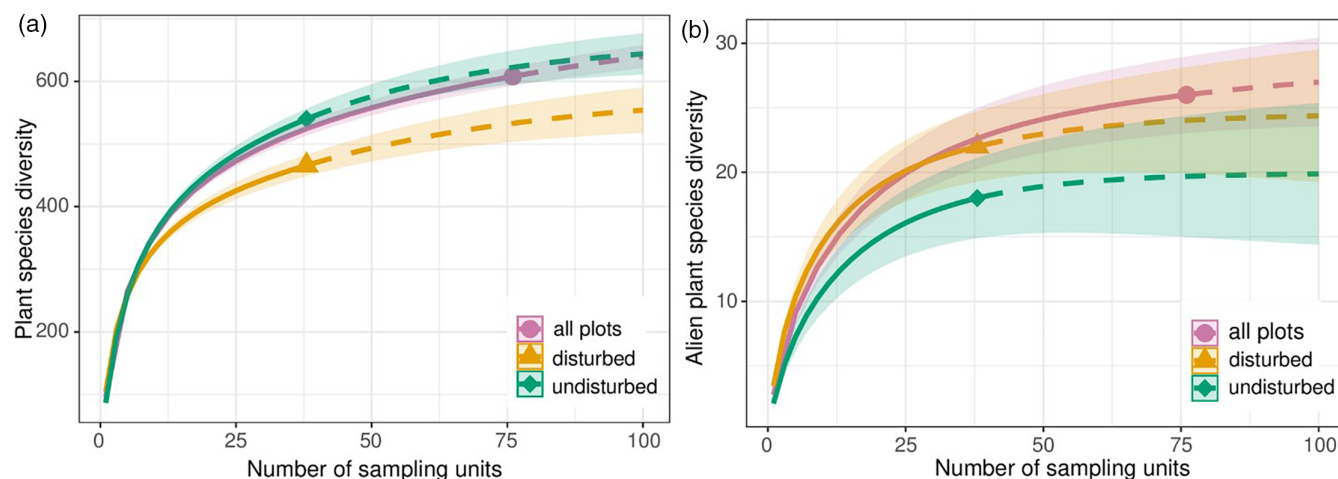 (a)
Plant species diversity
600
400
200
0
25
50
75
100
Number of sampling units
all plots
disturbed
undisturbed
(b)
Alien plant species diversity
30
20
10
0
25
50
75
100
Number of sampling units
all plots
disturbed
undisturbed